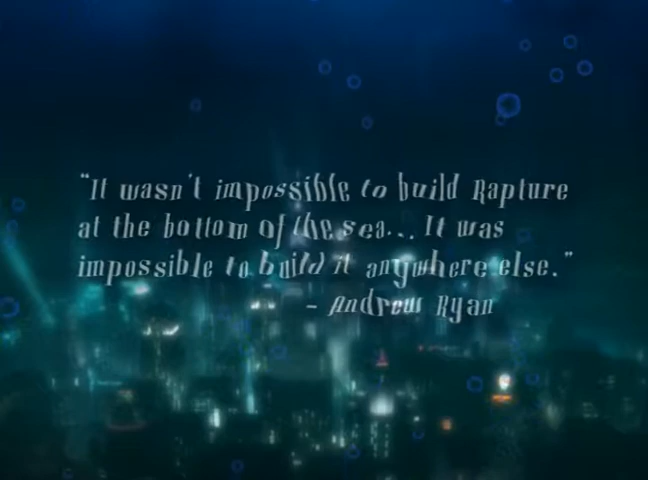 "It wasn't impossible to build Rapture
at the bottom of the sea... It was
impossible to build it anywhere else."
- Andrew Ryan